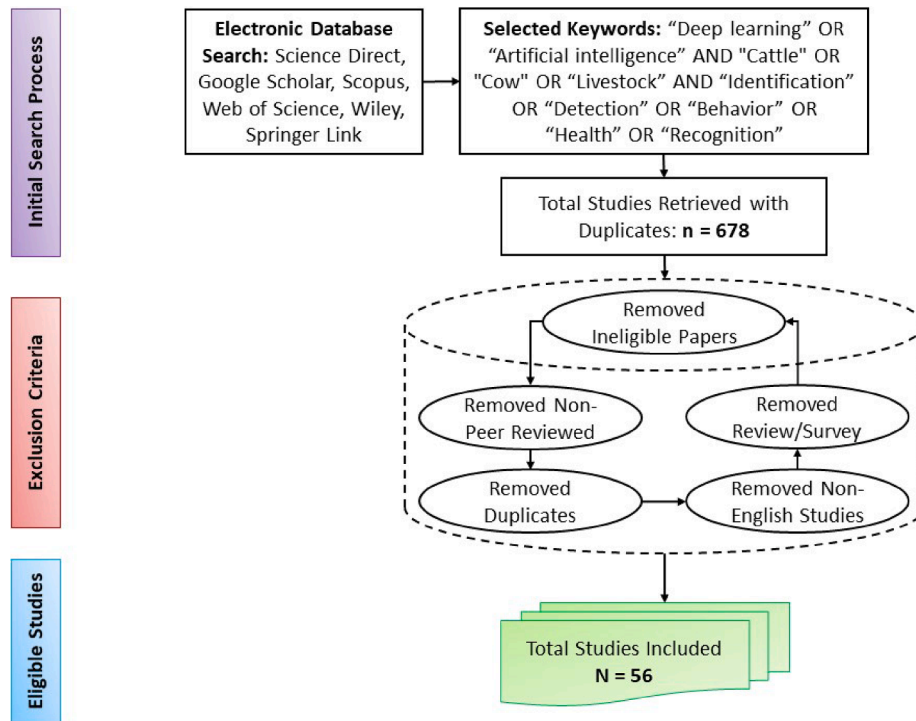 Initial Search Process
Electronic Database
Search: Science Direct,
Google Scholar, Scopus,
Web of Science, Wiley,
Springer Link
Selected Keywords: “Deep learning” OR
“Artificial intelligence” AND "Cattle" OR
"Cow" OR “Livestock” AND “Identification”
OR “Detection” OR “Behavior” OR
“Health” OR “Recognition”
Total Studies Retrieved with
Duplicates: n = 678
Exclusion Criteria
Removed
Ineligible Papers
Removed Non-
Peer Reviewed
Removed
Duplicates
Removed Non-
English Studies
Removed
Review/Survey
Eligible Studies
Total Studies Included
N = 56